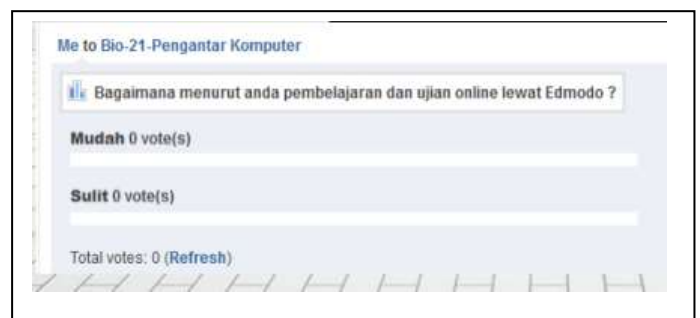 Me to Bio-21-Pengantar Komputer
Bagaimana menurut anda pembelajaran dan ujian online lewat Edmodo ?
Mudah 0 vote(s)
Sulit 0 vote(s)
Total votes: 0 (Refresh)